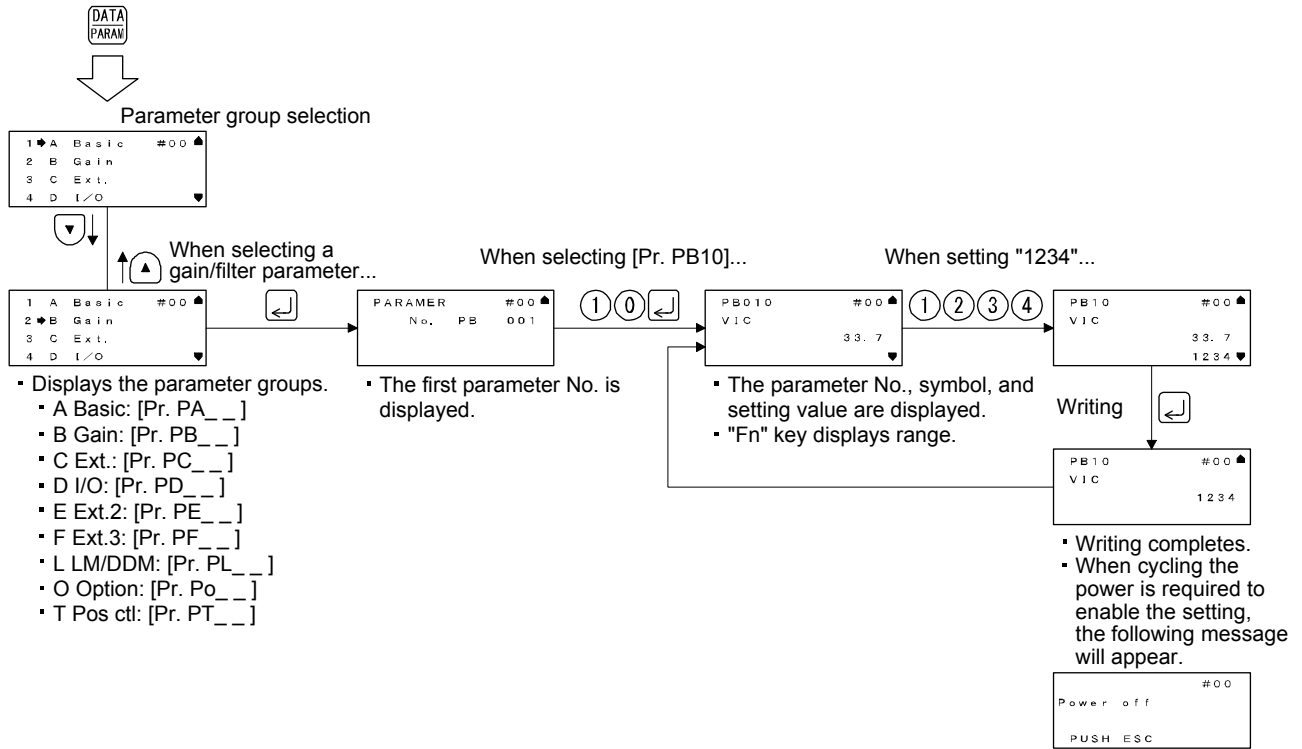 DATA
PARAM
Parameter group selection
1 A Basic #00
2 B Gain
3 C Ext.
4 D I/O
When selecting a
gain/filter parameter...
When selecting [Pr. PB10]...
When setting "1234"...
1 A Basic #00
2 B Gain
3 C Ext.
4 D I/O
PARAMER #00
No. PB 001
1 0
PB010 #00
VIC
33. 7
1 2 3 4
PB10 #00
VIC
33. 7
1234
▪ Displays the parameter groups.
▪ A Basic: [Pr. PA_ _ ]
▪ B Gain: [Pr. PB_ _ ]
▪ C Ext.: [Pr. PC_ _ ]
▪ D I/O: [Pr. PD_ _ ]
▪ E Ext.2: [Pr. PE_ _ ]
▪ F Ext.3: [Pr. PF_ _ ]
▪ L LM/DDM: [Pr. PL_ _ ]
▪ O Option: [Pr. Po_ _ ]
▪ T Pos ctl: [Pr. PT_ _ ]
▪ The first parameter No. is
displayed.
▪ The parameter No., symbol, and
setting value are displayed.
▪ "Fn" key displays range.
Writing
PB10 #00
VIC
1234
▪ Writing completes.
▪ When cycling the
power is required to
enable the setting,
the following message
will appear.
#00
Power off
PUSH ESC